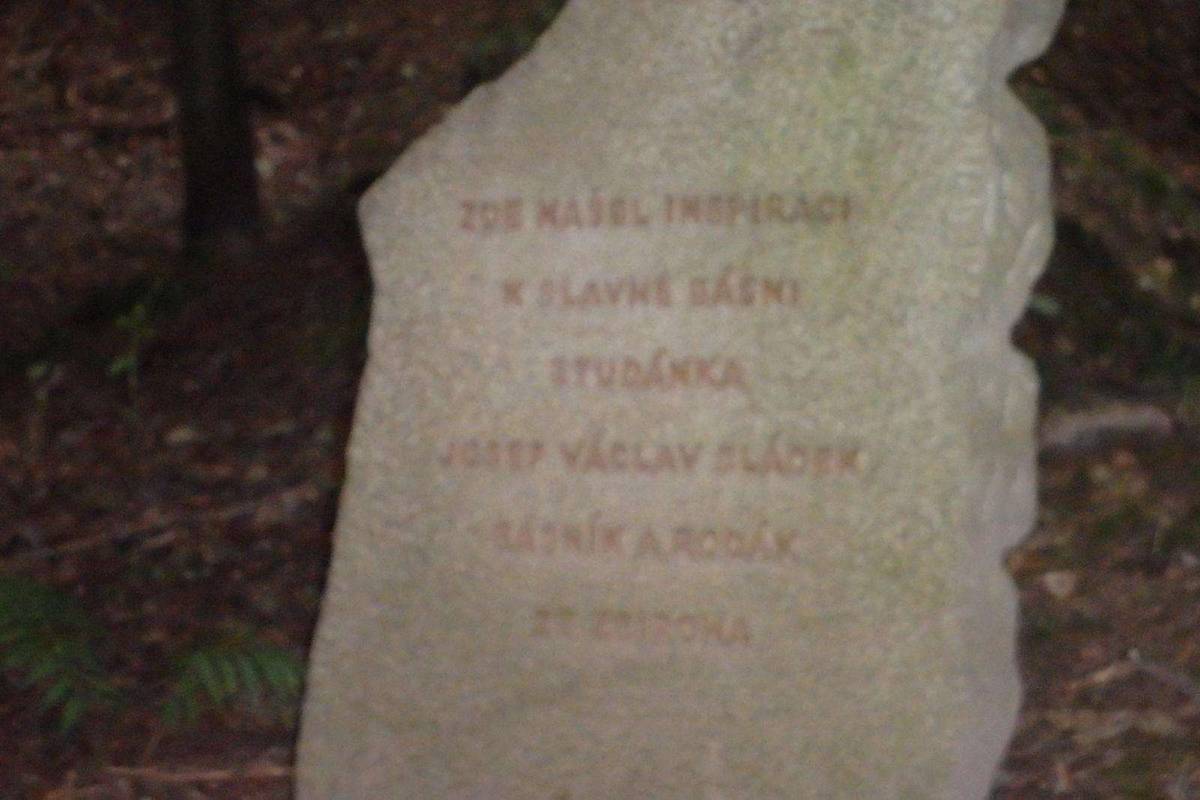 ZDE NAŠEL INSPIRACI
K SLAVNÉ BÁSNI
STUDÁNKA
JOSEF VÁCLAV SLÁDEK
BÁSNÍK A RODÁK
ZE ZBIROHA